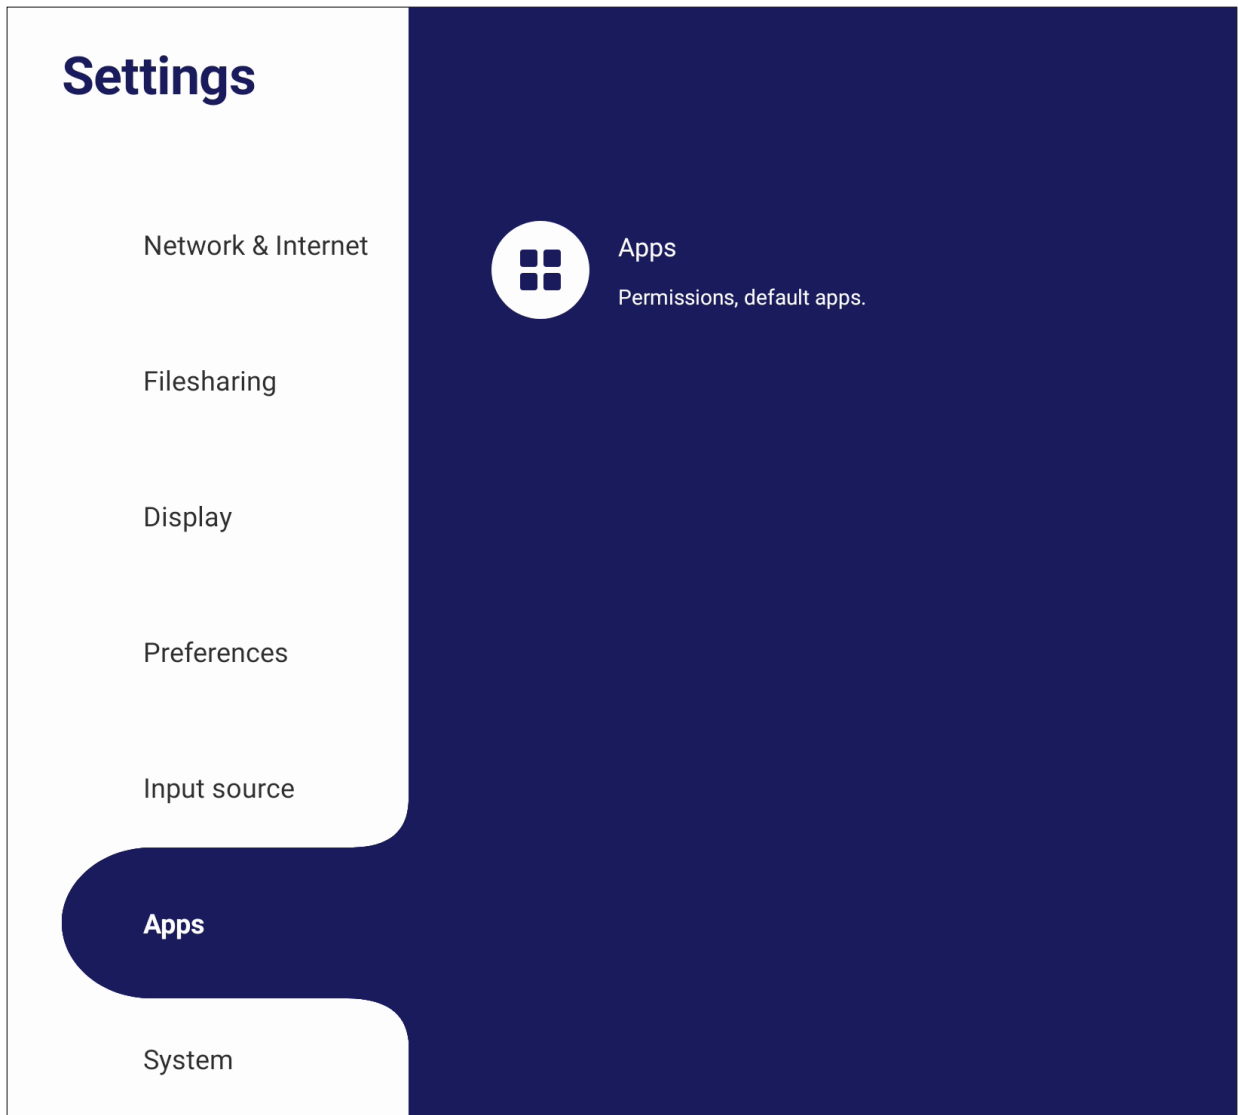 Settings
Network & Internet
Filesharing
Display
Preferences
Input source
Apps
System
Apps
Permissions, default apps.